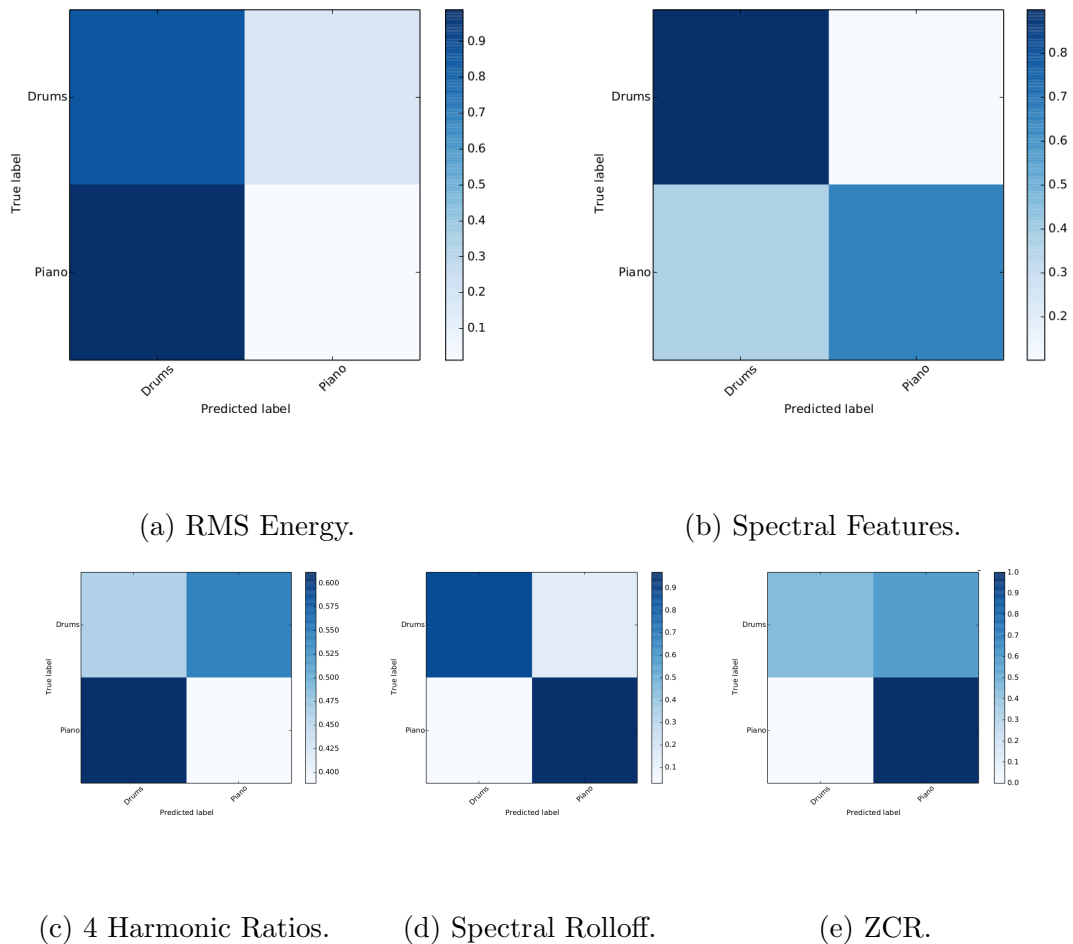 Drums
Piano
True label
Drums
Piano
Predicted label
0.9
0.8
0.7
0.6
0.5
0.4
0.3
0.2
0.1
(a) RMS Energy.
Drums
Piano
True label
Drums
Piano
Predicted label
0.8
0.7
0.6
0.5
0.4
0.3
0.2
(b) Spectral Features.
Drums
Piano
True label
Drums
Piano
Predicted label
0.600
0.575
0.550
0.525
0.500
0.475
0.450
0.425
0.400
(c) 4 Harmonic Ratios.
Drums
Piano
True label
Drums
Piano
Predicted label
0.9
0.8
0.7
0.6
0.5
0.4
0.3
0.2
0.1
(d) Spectral Rolloff.
Drums
Piano
True label
Drums
Piano
Predicted label
1.0
0.9
0.8
0.7
0.6
0.5
0.4
0.3
0.2
0.1
0.0
(e) ZCR.